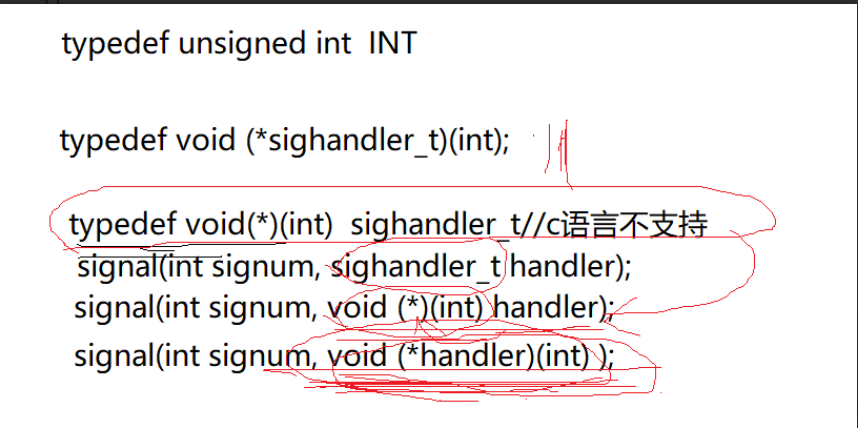 typedef unsigned int  INT
typedef void (*sighandler_t)(int);
typedef void(*)(int)  sighandler_t//c语言不支持
signal(int signum, sighandler_t handler);
signal(int signum, void (*)(int) handler);
signal(int signum, void (*handler)(int) );